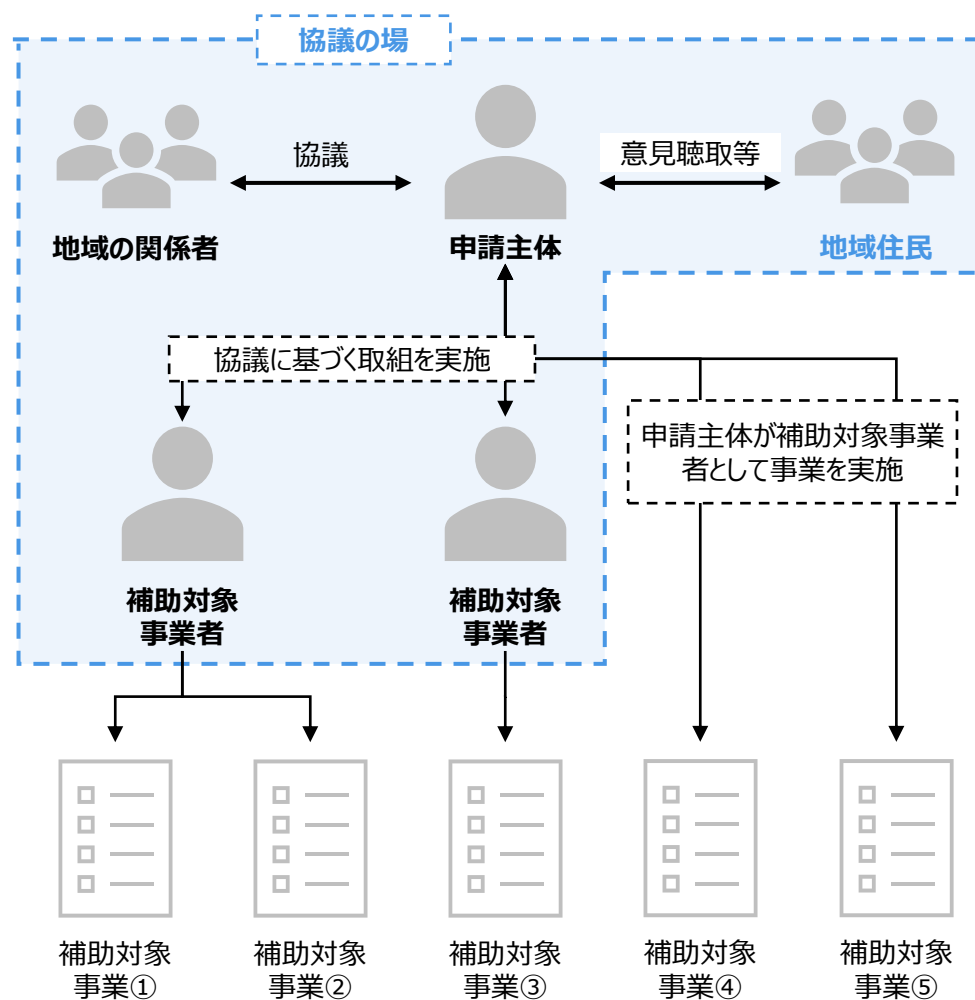 協議の場
協議
意見聴取等
地域の関係者
申請主体
地域住民
協議に基づく取組を実施
申請主体が補助対象事業
者として事業を実施
補助対象
事業者
補助対象
事業者
補助対象
事業①
補助対象
事業②
補助対象
事業③
補助対象
事業④
補助対象
事業⑤